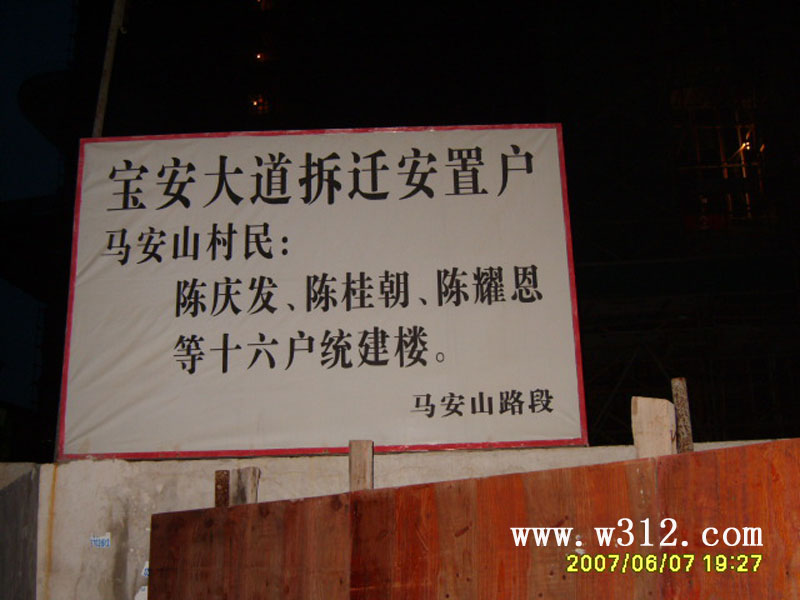 宝安大道拆迁安置户
马安山村民：
陈庆发、陈桂朝、陈耀恩
等十六户统建楼。
马安山路段
www.w312.com
2007/06/07 19:27